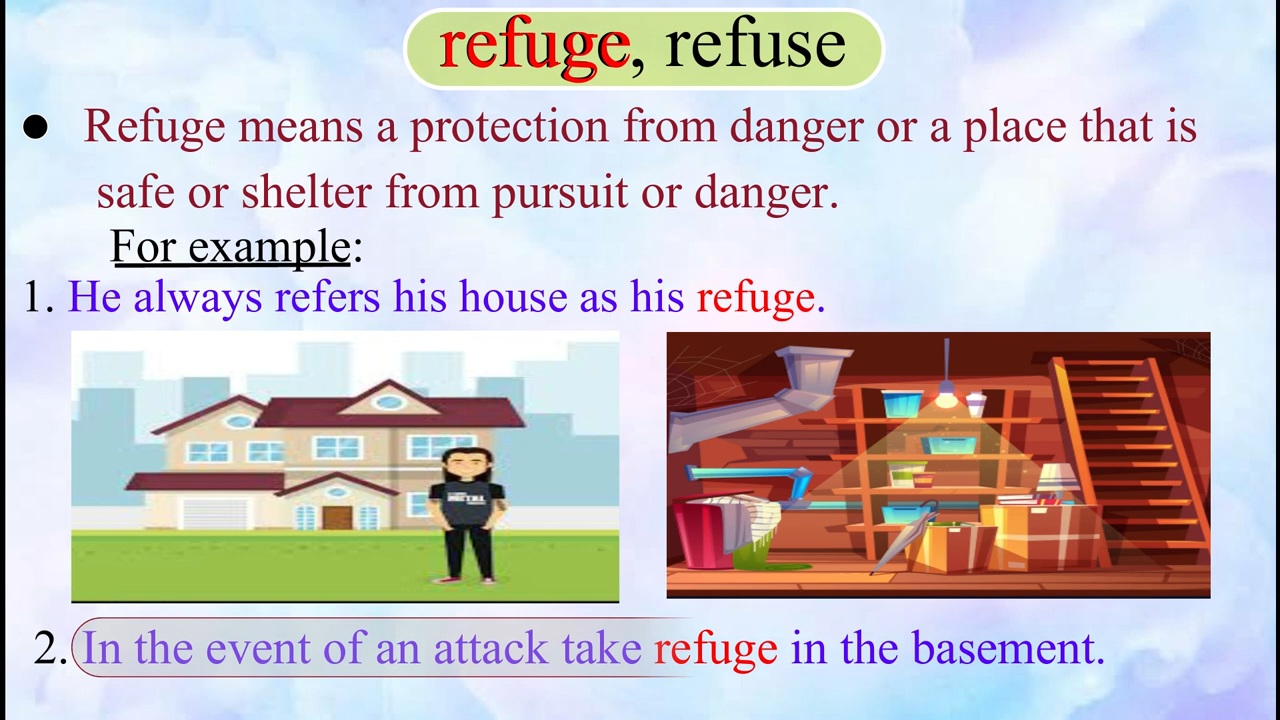 refuge, refuse
● Refuge means a protection from danger or a place that is
safe or shelter from pursuit or danger.
For example:
1. He always refers his house as his refuge.
METAL
2. In the event of an attack take refuge in the basement.